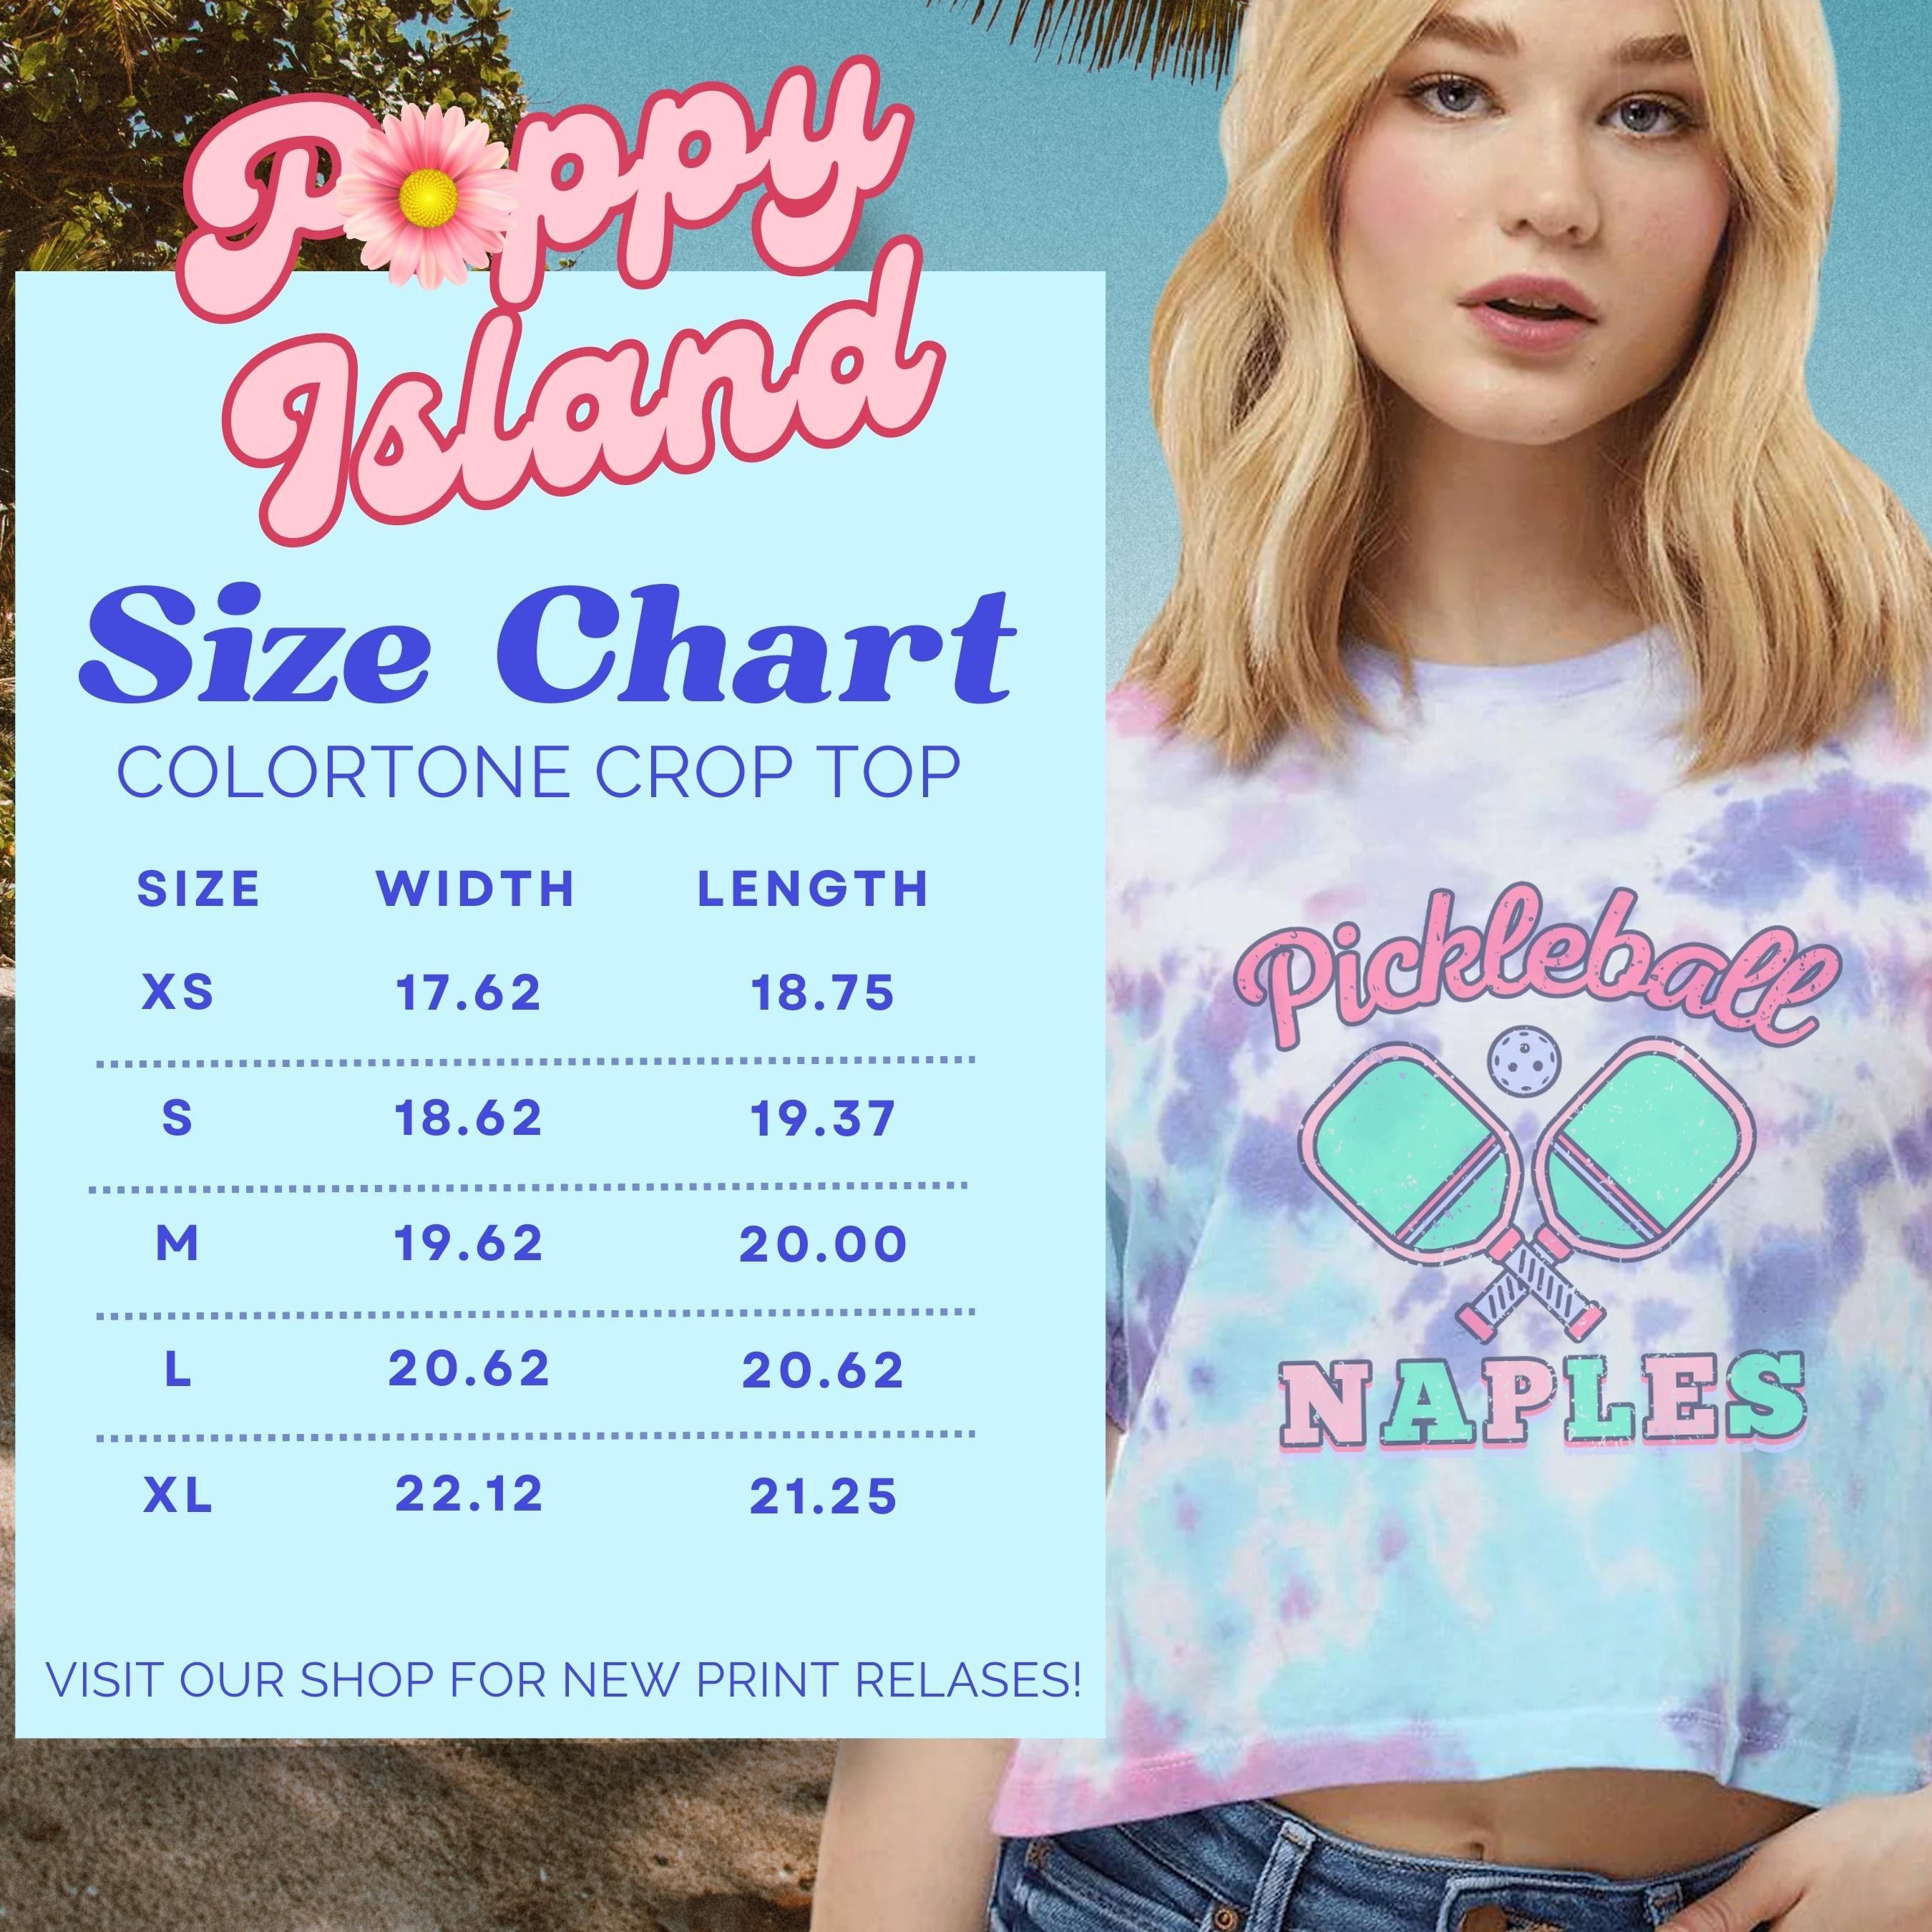 Poppy
Island
Size Chart
COLORTONE CROP TOP
SIZE WIDTH LENGTH
XS 17.62 18.75
S 18.62 19.37
M 19.62 20.00
L 20.62 20.62
XL 22.12 21.25
VISIT OUR SHOP FOR NEW PRINT RELASES!
Pickleball
NAPLES